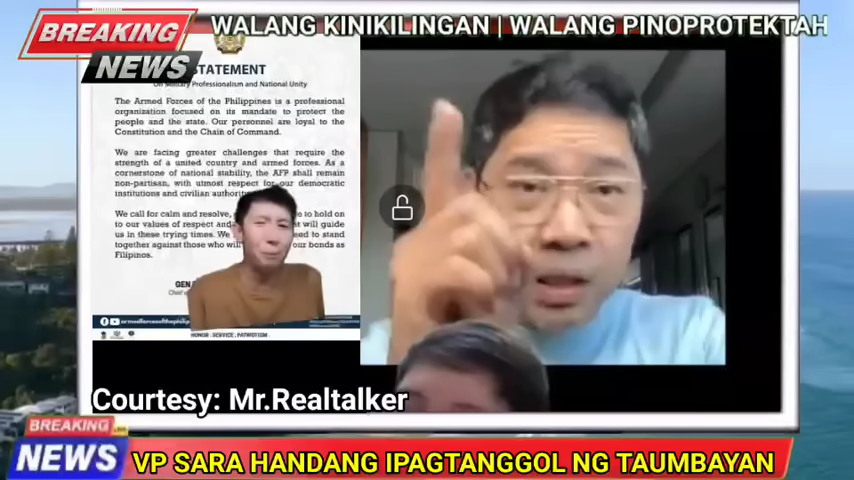 BREAKING
NEWS
WALANG KINIKILINGAN | WALANG PINOPROTEKTAH
STATEMENT
On Military Professionalism and National Unity
The Armed Forces of the Philippines is a professional
organization focused on its mandate to protect the
people and the state. Our personnel are loyal to the
Constitution and the Chain of Command.
We are facing greater challenges that require the
strength of a united country and armed forces. As a
cornerstone of national stability, the AFP shall remain
non-partisan, with utmost respect for our democratic
institutions and civilian
We call for calm and resolve, to hold on
to our values of respect and will guide
us in these trying times. We to stand
together against those who our bonds as
Filipinos.
HONOR. SERVICE. PATRIOTISM.
Courtesy: Mr.Realtalker
BREAKING
NEWS
VP SARA HANDANG IPAGTANGGOL NG TAUMBAYAN